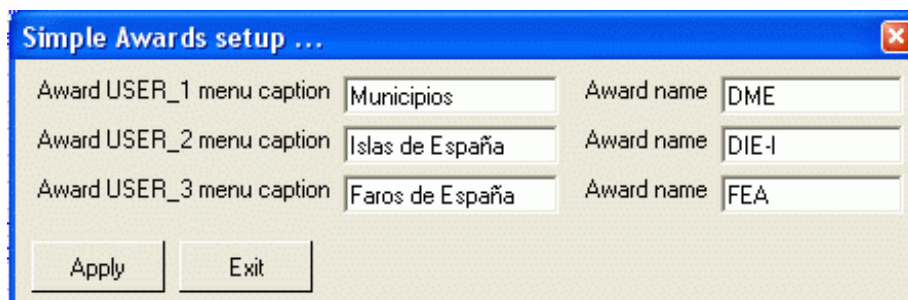 Simple Awards setup ...
Award USER_1 menu caption Municipios Award name DME
Award USER_2 menu caption Islas de España Award name DIE-I
Award USER_3 menu caption Faros de España Award name FEA
Apply Exit